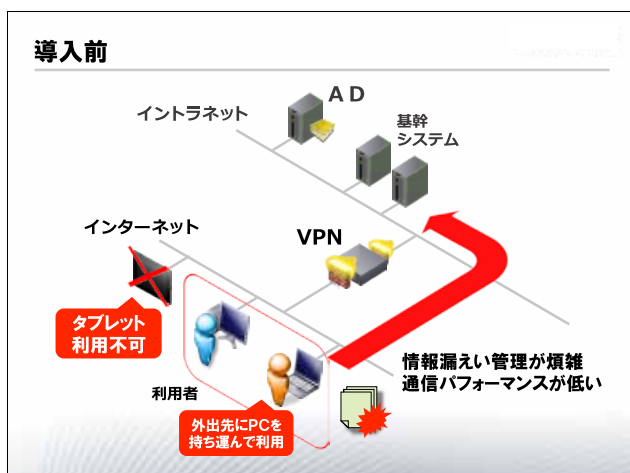 導入前
AD
イントラネット
基幹
システム
インターネット
VPN
タブレット
利用不可
情報漏えい管理が煩雑
通信パフォーマンスが低い
利用者
外出先にPCを
持ち運んで利用